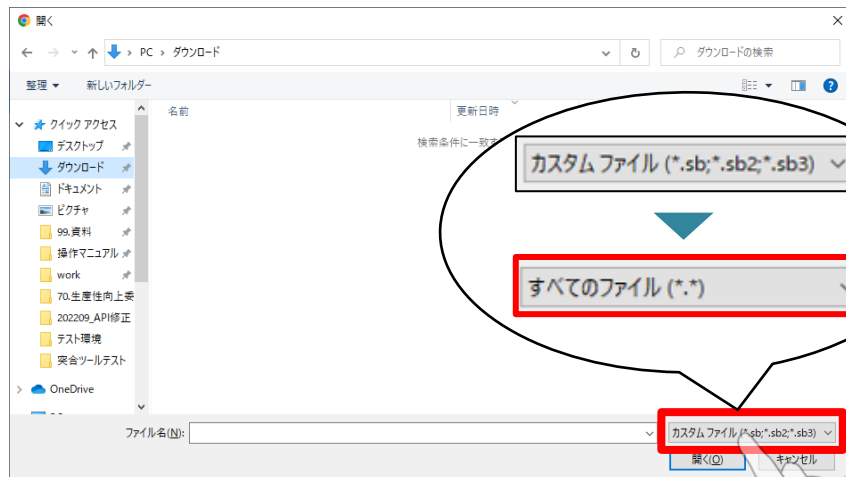 開く
PC › ダウンロード
ダウンロードの検索
整理
新しいフォルダー
名前
更新日時
検索条件に一致す
クイック アクセス
デスクトップ
ダウンロード
ドキュメント
ピクチャ
99.資料
操作マニュアル
work
70.生産性向上委
202209_API修正
テスト環境
突合ツールテスト
OneDrive
カスタム ファイル (*.sb;*.sb2;*.sb3)
すべてのファイル (*.*)
ファイル名(N):
カスタム ファイル (*.sb;*.sb2;*.sb3)
開く(O)
キャンセル